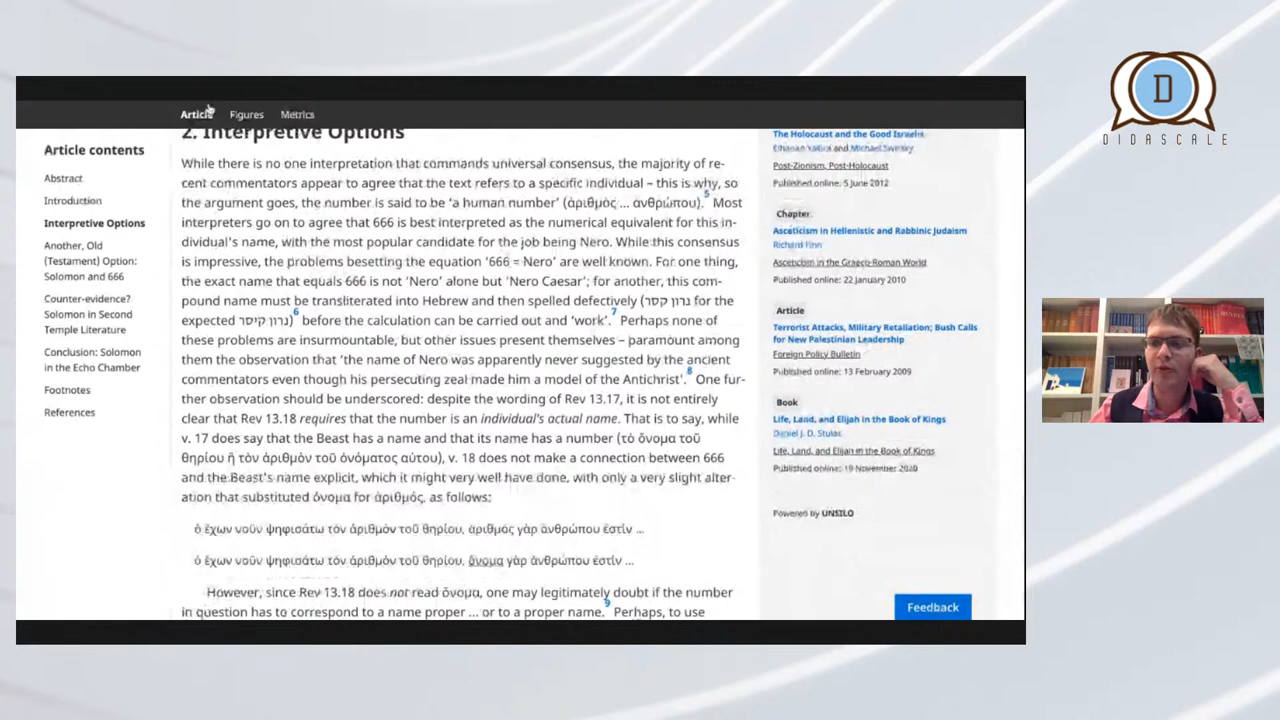 D
DIDASCALE
Article
Figures
Metrics
Article contents
Abstract
Introduction
Interpretive Options
Another, Old
(Testament) Option:
Solomon and 666
Counter-evidence?
Solomon in Second
Temple Literature
Conclusion: Solomon
in the Echo Chamber
Footnotes
References
2. Interpretive Options
While there is no one interpretation that commands universal consensus, the majority of re-
cent commentators appear to agree that the text refers to a specific individual – this is why, so
the argument goes, the number is said to be ‘a human number’ (ἀριθμὸς ... ἀνθρώπου).5 Most
interpreters go on to agree that 666 is best interpreted as the numerical equivalent for this in-
dividual's name, with the most popular candidate for the job being Nero. While this consensus
is impressive, the problems besetting the equation ‘666 = Nero’ are well known. For one thing,
the exact name that equals 666 is not ‘Nero’ alone but ‘Nero Caesar’; for another, this com-
pound name must be transliterated into Hebrew and then spelled defectively (נרון קסר for the
expected נרון קיסר)6 before the calculation can be carried out and ‘work’.7 Perhaps none of
these problems are insurmountable, but other issues present themselves – paramount among
them the observation that ‘the name of Nero was apparently never suggested by the ancient
commentators even though his persecuting zeal made him a model of the Antichrist’.8 One fur-
ther observation should be underscored: despite the wording of Rev 13.17, it is not entirely
clear that Rev 13.18 requires that the number is an individual's actual name. That is to say, while
v. 17 does say that the Beast has a name and that its name has a number (τὸ ὄνομα τοῦ
θηρίου ἢ τὸν ἀριθμὸν τοῦ ὀνόματος αὐτοῦ), v. 18 does not make a connection between 666
and the Beast's name explicit, which it might very well have done, with only a very slight alter-
ation that substituted ὄνομα for ἀριθμός, as follows:
ὁ ἔχων νοῦν ψηφισάτω τὸν ἀριθμὸν τοῦ θηρίου, ἀριθμὸς γὰρ ἀνθρώπου ἐστίν ...
ὁ ἔχων νοῦν ψηφισάτω τὸν ἀριθμὸν τοῦ θηρίου, ὄνομα γὰρ ἀνθρώπου ἐστίν ...
However, since Rev 13.18 does not read ὄνομα, one may legitimately doubt if the number
in question has to correspond to a name proper ... or to a proper name.9 Perhaps, to use
The Holocaust and the Good Israelis
and Michael
Post-Zionism, Post-Holocaust
Published online: 5 June 2012
Chapter
Asceticism in Hellenistic and Rabbinic Judaism
Richard Finn
Asceticism in the Graeco-Roman World
Published online: 22 January 2010
Article
Terrorist Attacks, Military Retaliation; Bush Calls
for New Palestinian Leadership
Foreign Policy Bulletin
Published online: 13 February 2009
Book
Life, Land, and Elijah in the Book of Kings
Daniel J. D. Stulac
Life, Land, and Elijah in the Book of Kings
Published online: 19 November 2020
Powered by UNSILO
Feedback